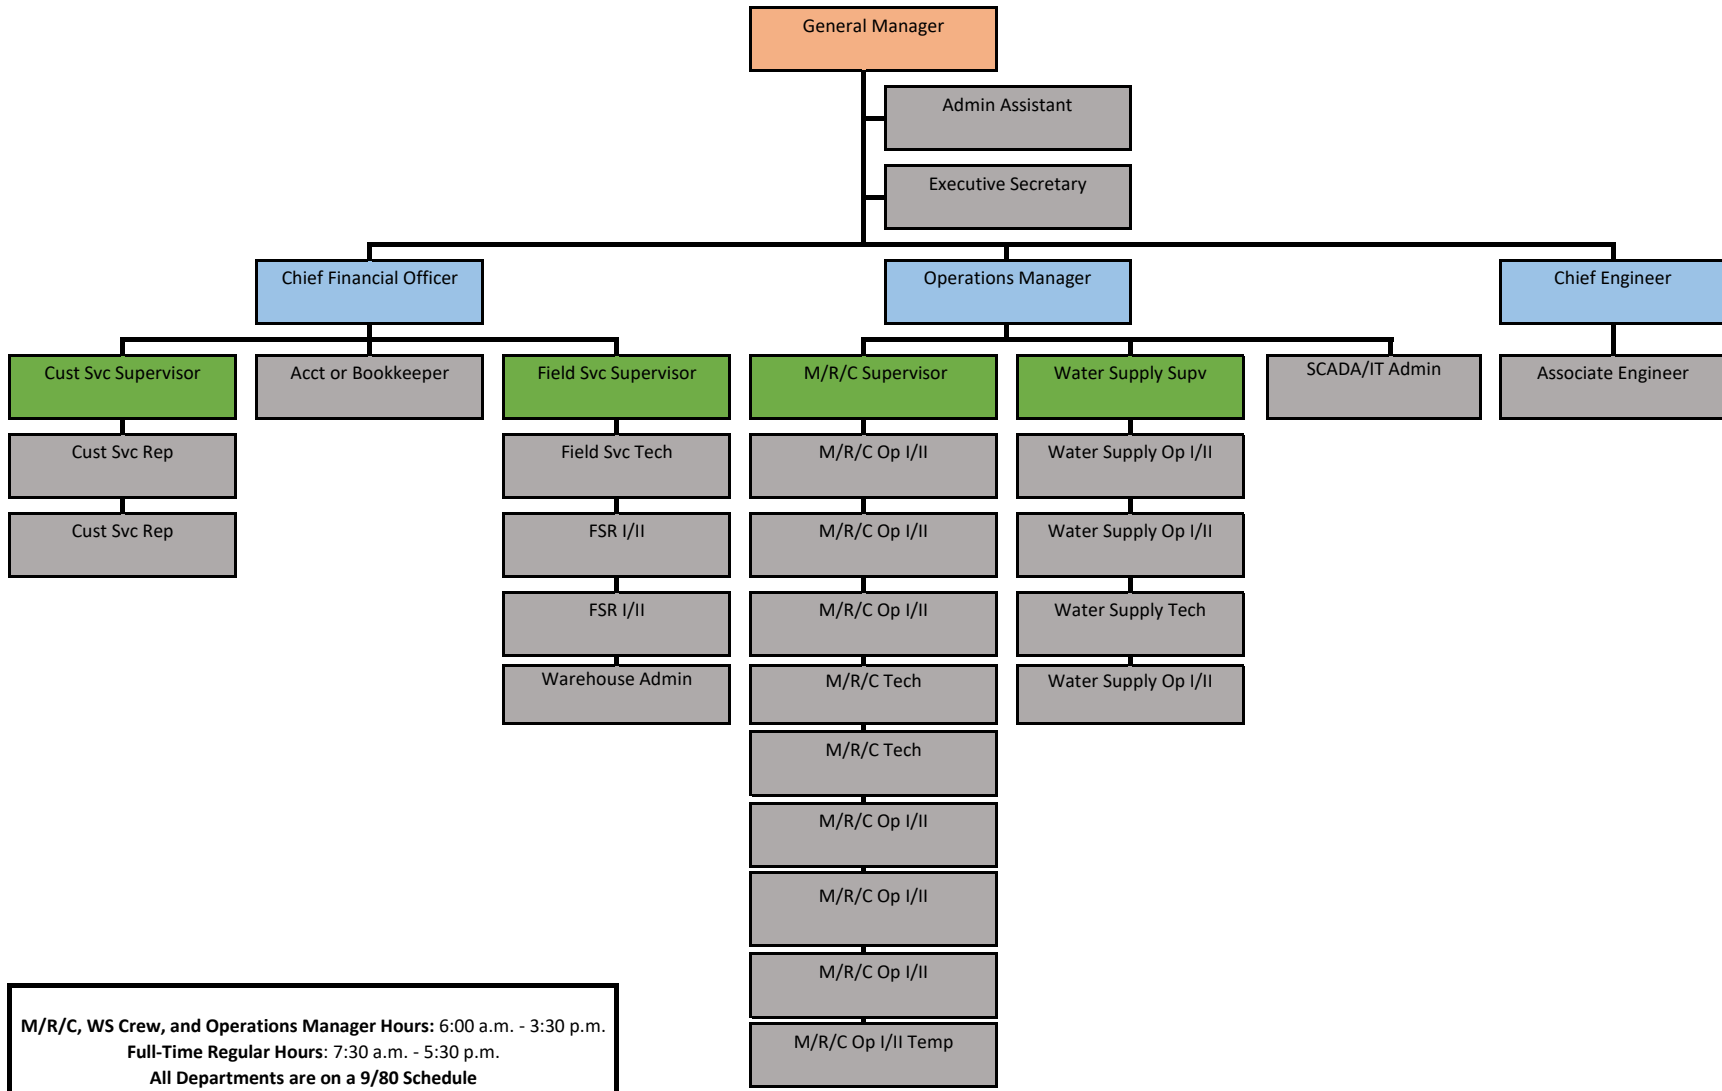 General Manager
Admin Assistant
Executive Secretary
Chief Financial Officer
Operations Manager
Chief Engineer
Cust Svc Supervisor
Acct or Bookkeeper
Field Svc Supervisor
M/R/C Supervisor
Water Supply Supv
SCADA/IT Admin
Associate Engineer
Cust Svc Rep
Field Svc Tech
M/R/C Op I/II
Water Supply Op I/II
Cust Svc Rep
FSR I/II
M/R/C Op I/II
Water Supply Op I/II
FSR I/II
M/R/C Op I/II
Water Supply Tech
Warehouse Admin
M/R/C Tech
Water Supply Op I/II
M/R/C Tech
M/R/C Op I/II
M/R/C Op I/II
M/R/C Op I/II
M/R/C Op I/II Temp
M/R/C, WS Crew, and Operations Manager Hours: 6:00 a.m. - 3:30 p.m.
Full-Time Regular Hours: 7:30 a.m. - 5:30 p.m.
All Departments are on a 9/80 Schedule